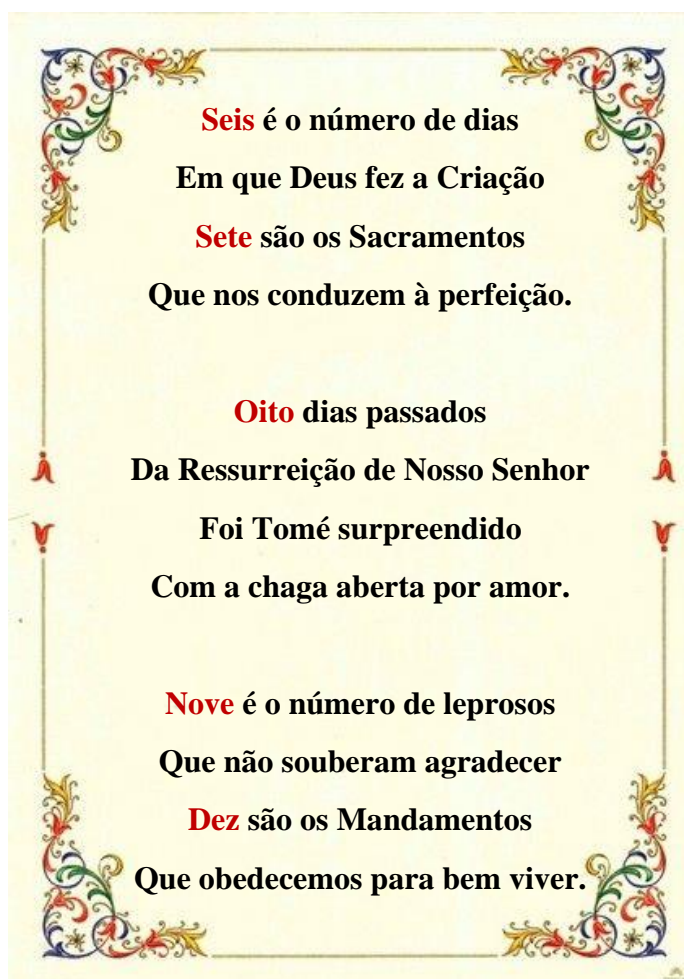 Seis é o número de dias
Em que Deus fez a Criação
Sete são os Sacramentos
Que nos conduzem à perfeição.
Oito dias passados
Da Ressurreição de Nosso Senhor
Foi Tomé surpreendido
Com a chaga aberta por amor.
Nove é o número de leprosos
Que não souberam agradecer
Dez são os Mandamentos
Que obedecemos para bem viver.